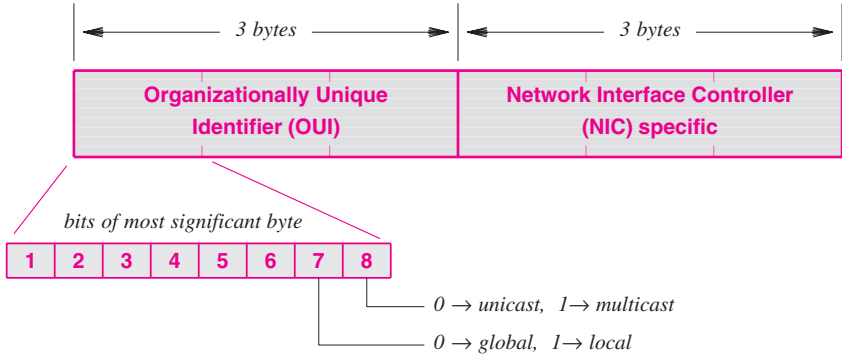 3 bytes 3 bytes
Organizationally Unique
Identifier (OUI)
Network Interface Controller
(NIC) specific
bits of most significant byte
1 2 3 4 5 6 7 8
0 → unicast, 1→ multicast
0 → global, 1→ local